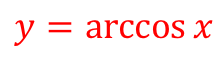 y = arccos x